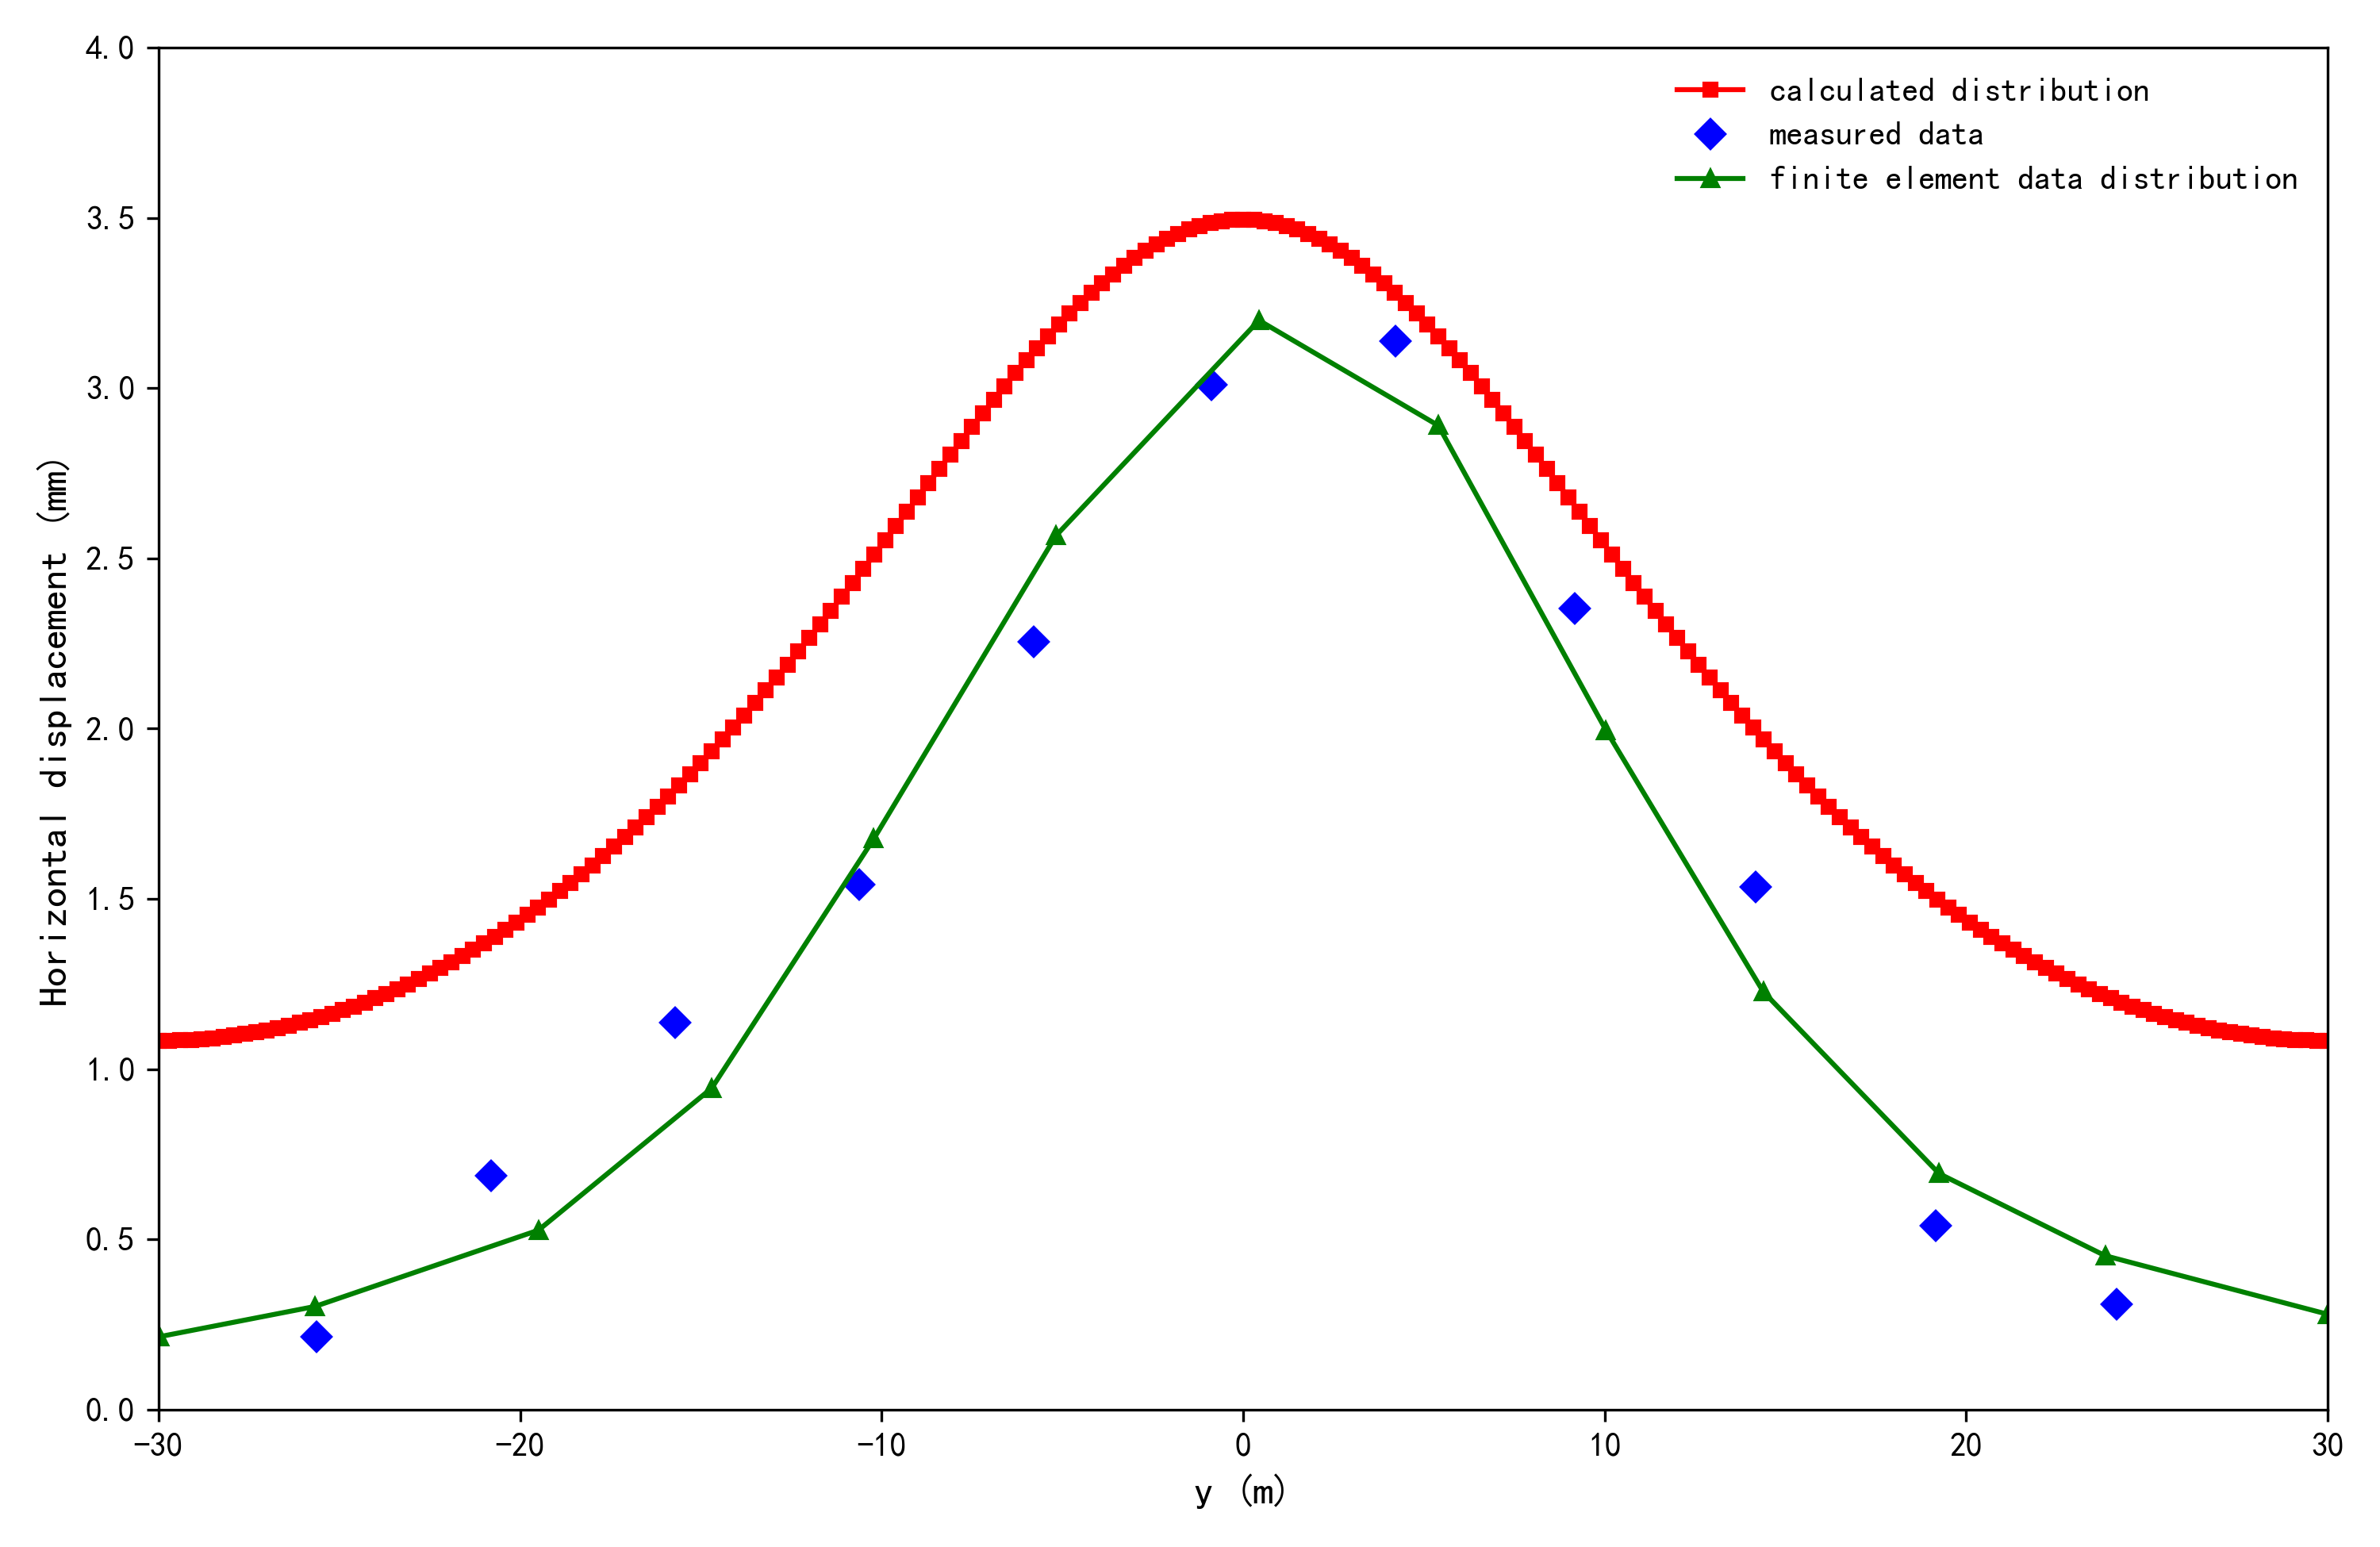 4.0
3.5
3.0
2.5
2.0
1.5
1.0
0.5
0.0
Horizontal displacement (mm)
calculated distribution
measured data
finite element data distribution
-30 -20 -10 0 10 20 30
y (m)